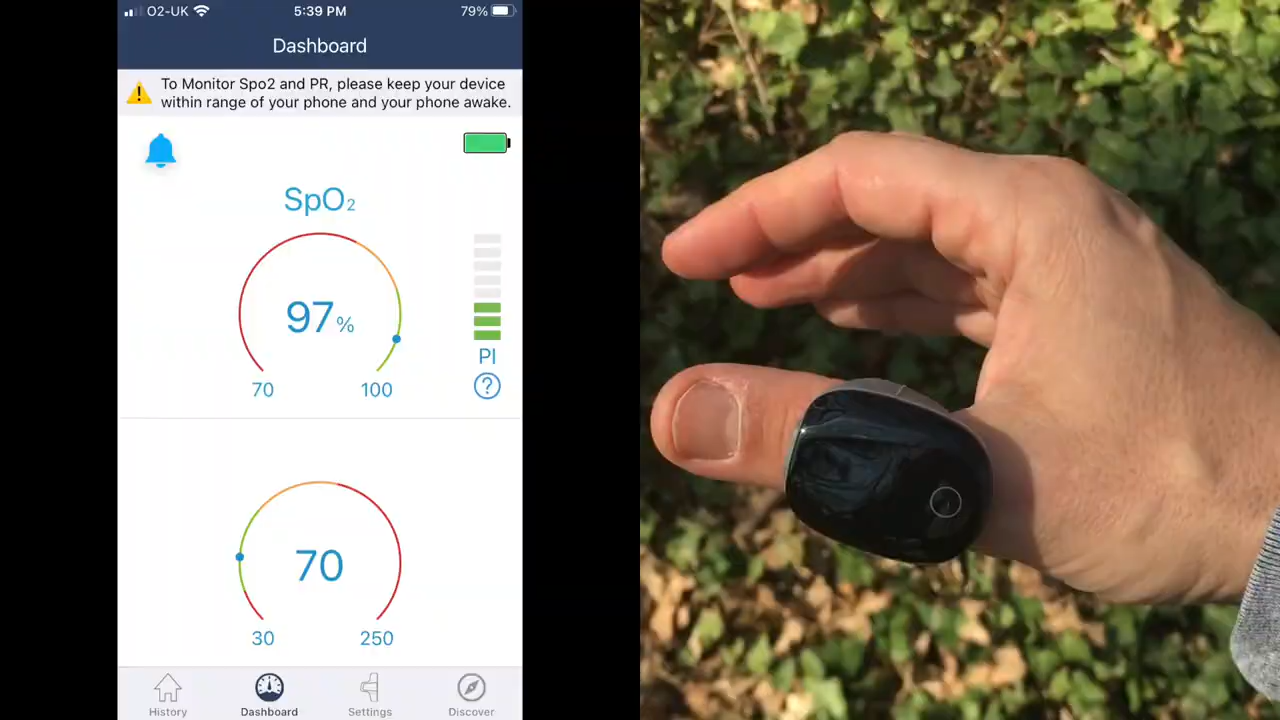 O2-UK 5:39 PM 79%
Dashboard
To Monitor Spo2 and PR, please keep your device
within range of your phone and your phone awake.
SpO2
97 %
70 100
PI
?
70
30 250
History Dashboard Settings Discover